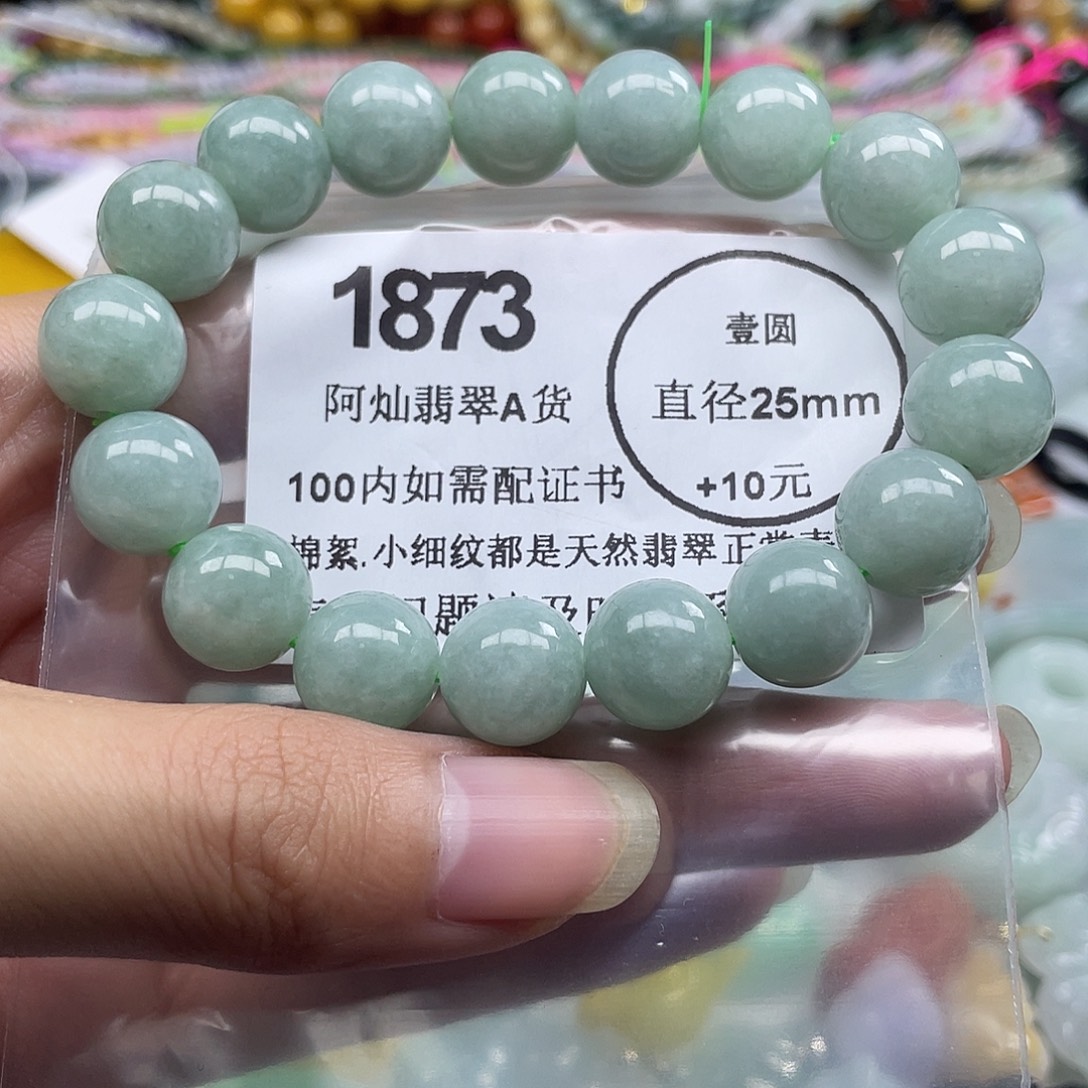 1873
阿灿翡翠A货
壹圆
直径25mm
100内如需配证书
+10元
棉絮.小细纹都是天然翡翠正常